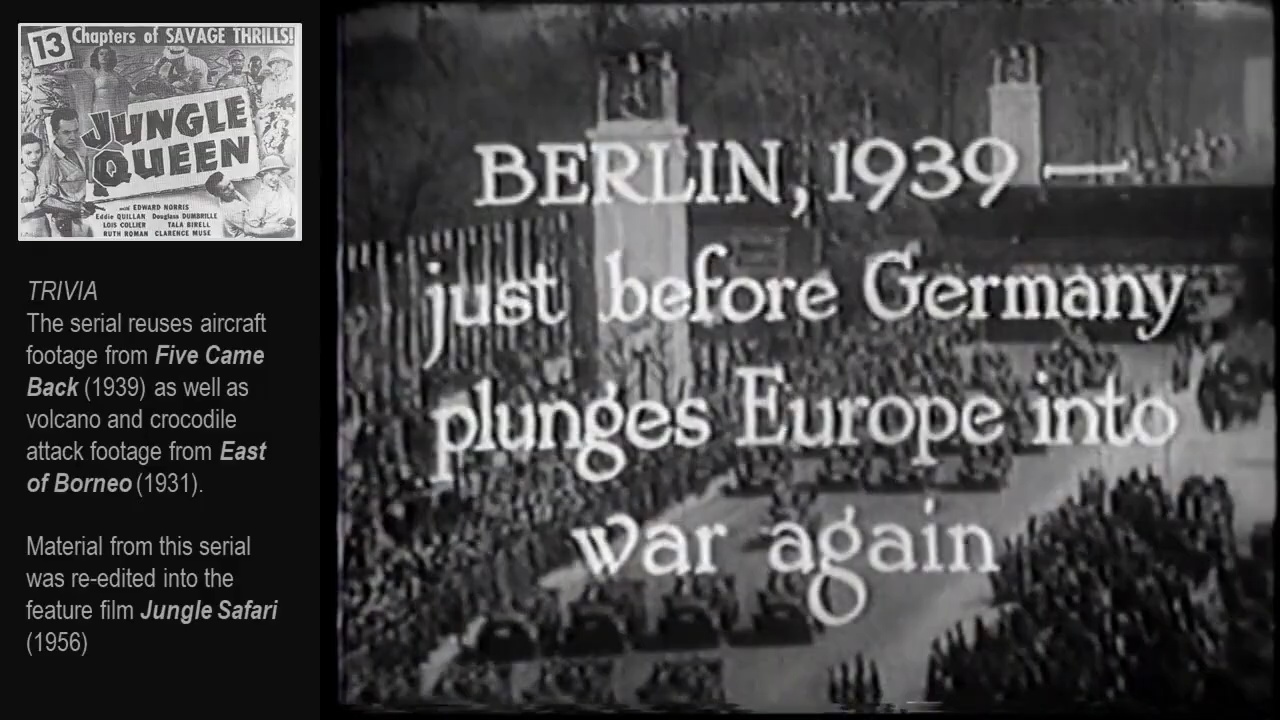 13 Chapters of SAVAGE THRILLS!
JUNGLE
QUEEN
with EDWARD NORRIS
Eddie QUILLAN Douglass DUMBRILLE
LOIS COLLIER TALA BIRELL
RUTH ROMAN CLARENCE MUSE
TRIVIA
The serial reuses aircraft
footage from Five Came
Back (1939) as well as
volcano and crocodile
attack footage from East
of Borneo (1931).
Material from this serial
was re-edited into the
feature film Jungle Safari
(1956)
BERLIN, 1939—
just before Germany
plunges Europe into
war again